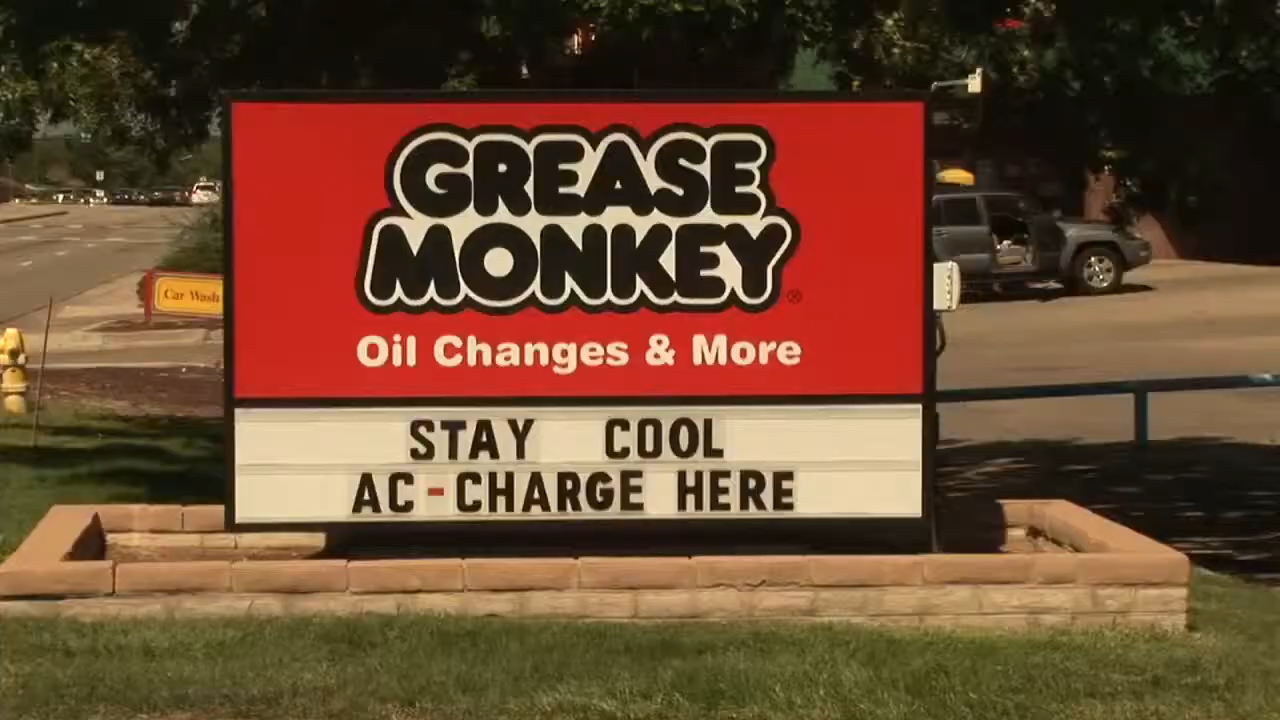 GREASE
MONKEY®
Oil Changes & More
STAY COOL
AC-CHARGE HERE
Car Wash